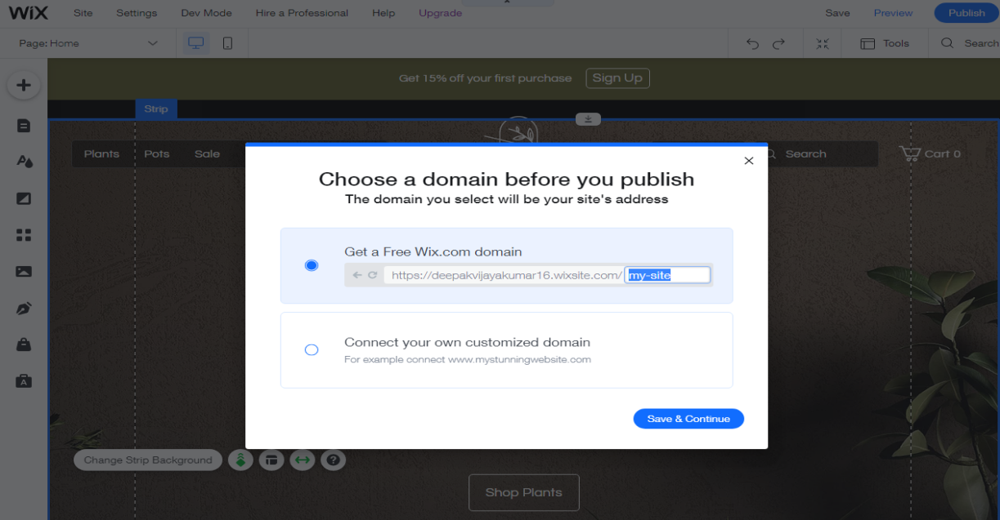 WiX Site Settings Dev Mode Hire a Professional Help Upgrade Save Preview Publish
Page: Home Tools Search
Get 15% off your first purchase Sign Up
Strip
Plants Pots Sale Search Cart 0
Choose a domain before you publish
The domain you select will be your site's address
Get a Free Wix.com domain
https://deepakvijayakumar16.wixsite.com/ my-site
Connect your own customized domain
For example connect www.mystunningwebsite.com
Save & Continue
Change Strip Background ?
Shop Plants